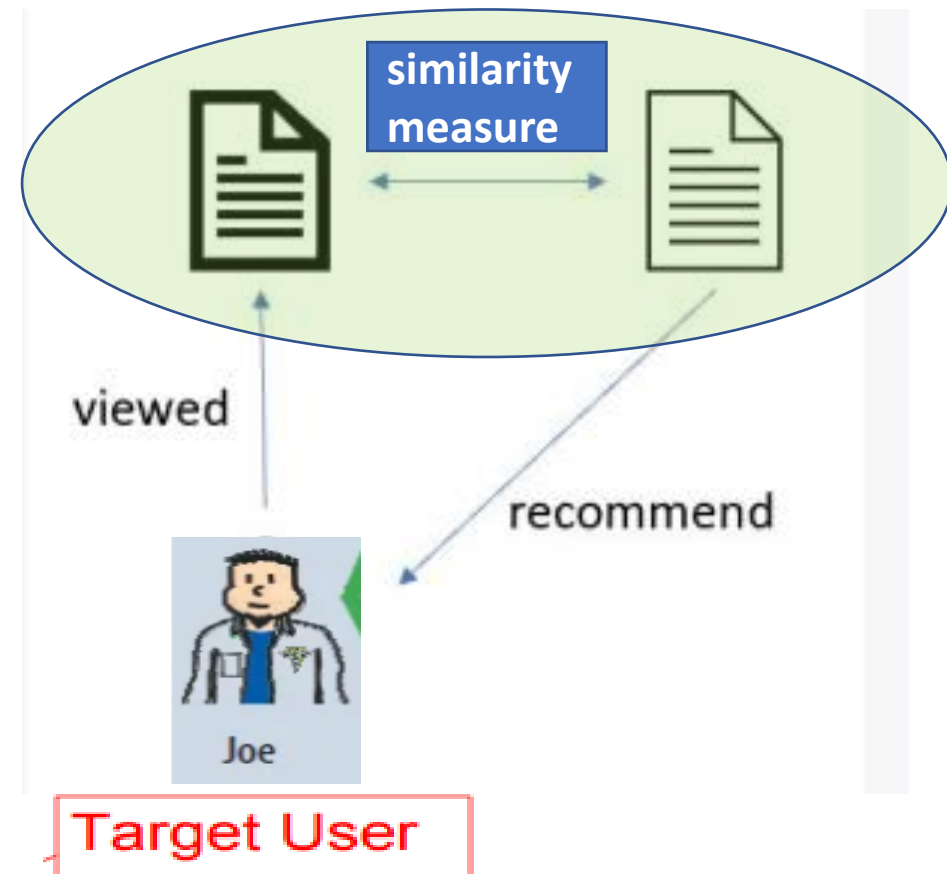 similarity
measure
viewed
recommend
Joe
Target User